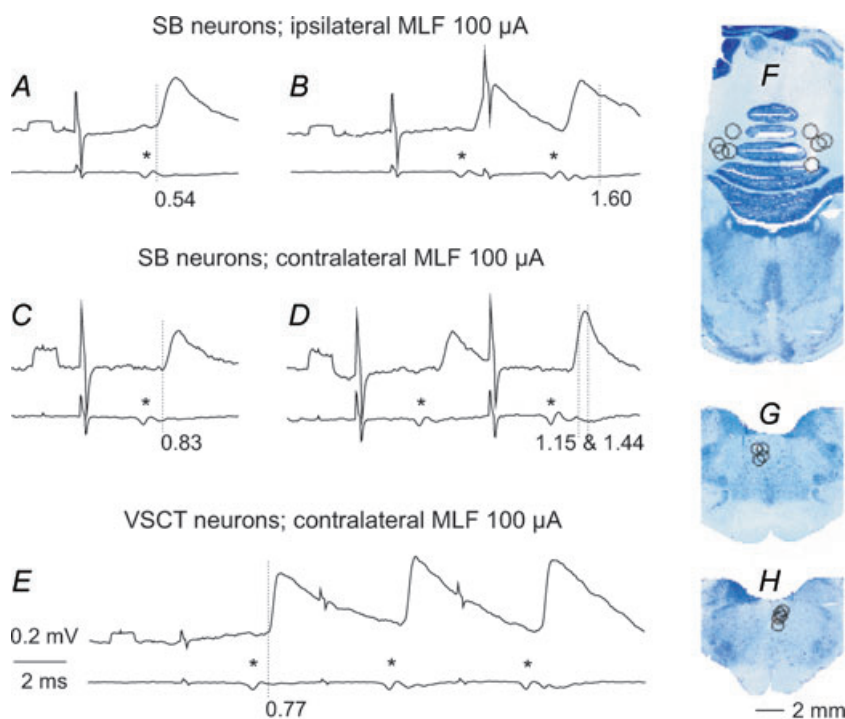 SB neurons; ipsilateral MLF 100 µA
A
B
F
*
*
*
0.54
1.60
SB neurons; contralateral MLF 100 µA
C
D
*
*
*
0.83
1.15 & 1.44
G
VSCT neurons; contralateral MLF 100 µA
E
H
0.2 mV
2 ms
*
*
*
0.77
2 mm